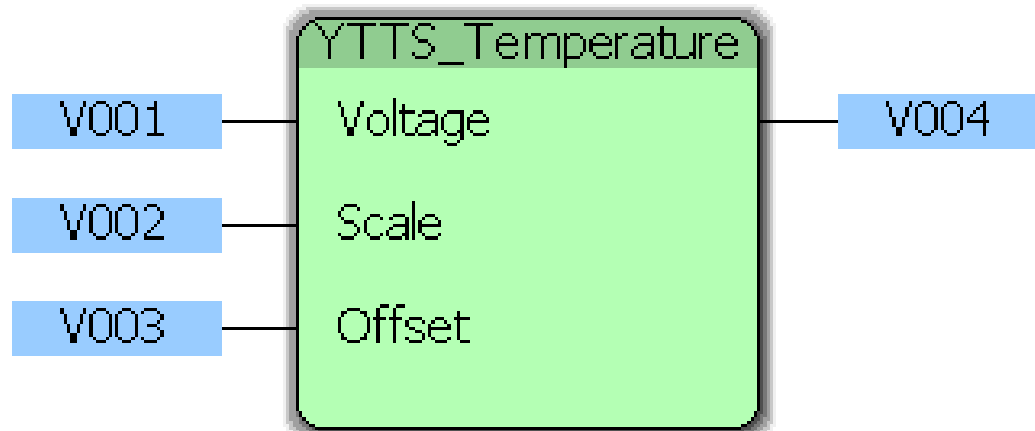 YTTS_Temperature
V001 Voltage V004
V002 Scale
V003 Offset